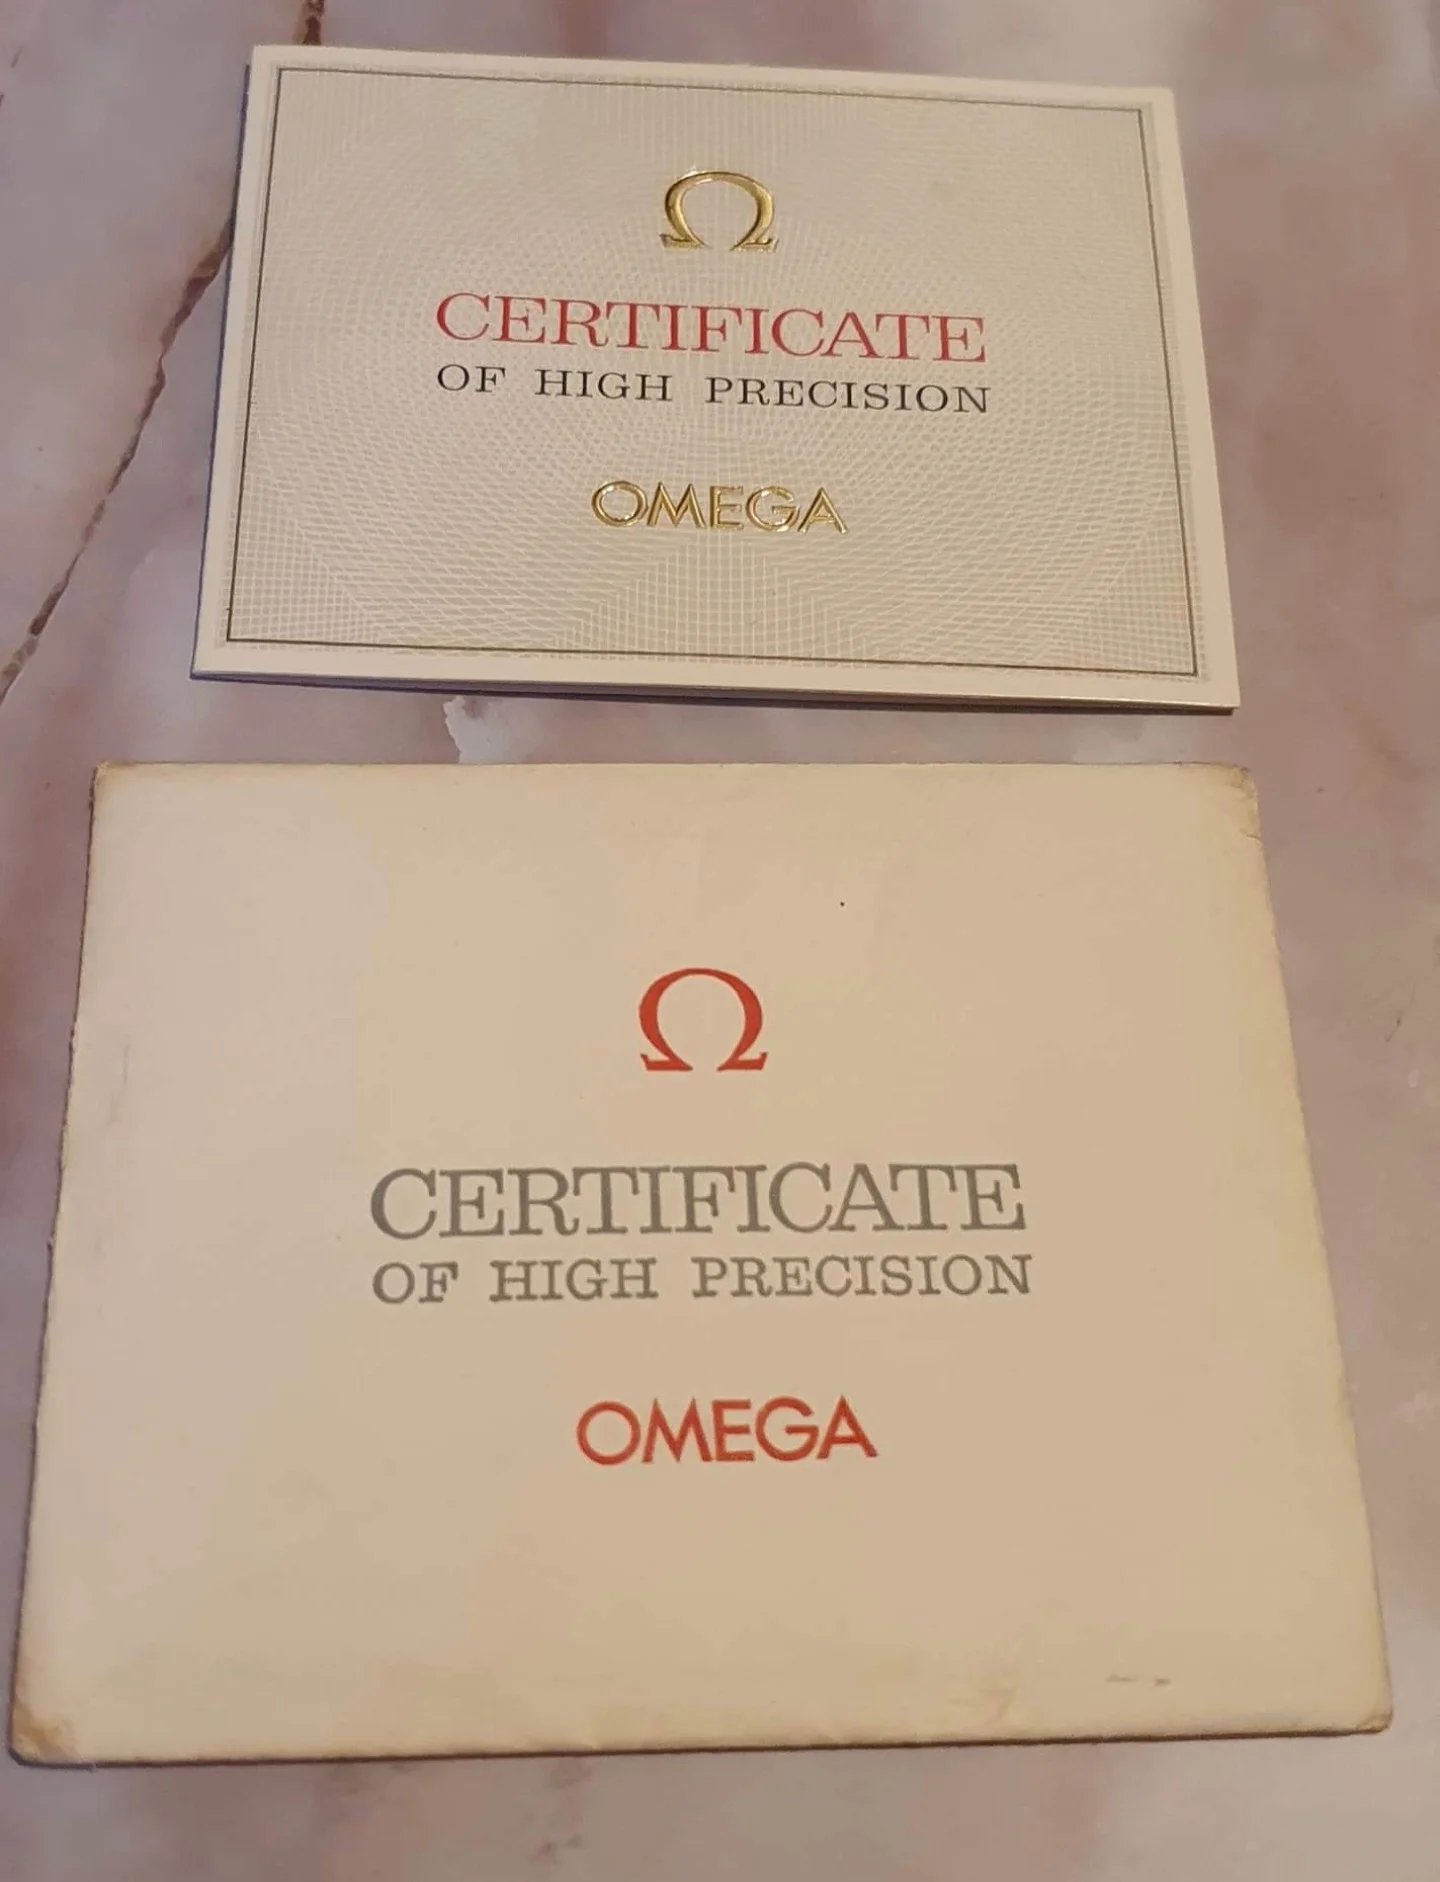 Ω
CERTIFICATE
OF HIGH PRECISION
OMEGA
Ω
CERTIFICATE
OF HIGH PRECISION
OMEGA